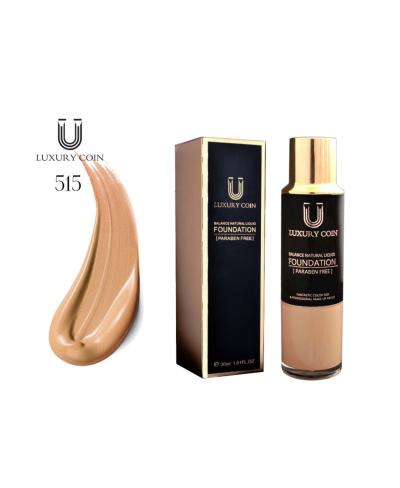 LUXURY COIN
515
LUXURY COIN
BALANCE NATURAL LIQUID
FOUNDATION
[ PARABEN FREE ]
LUXURY COIN
BALANCE NATURAL LIQUID
FOUNDATION
[ PARABEN FREE ]